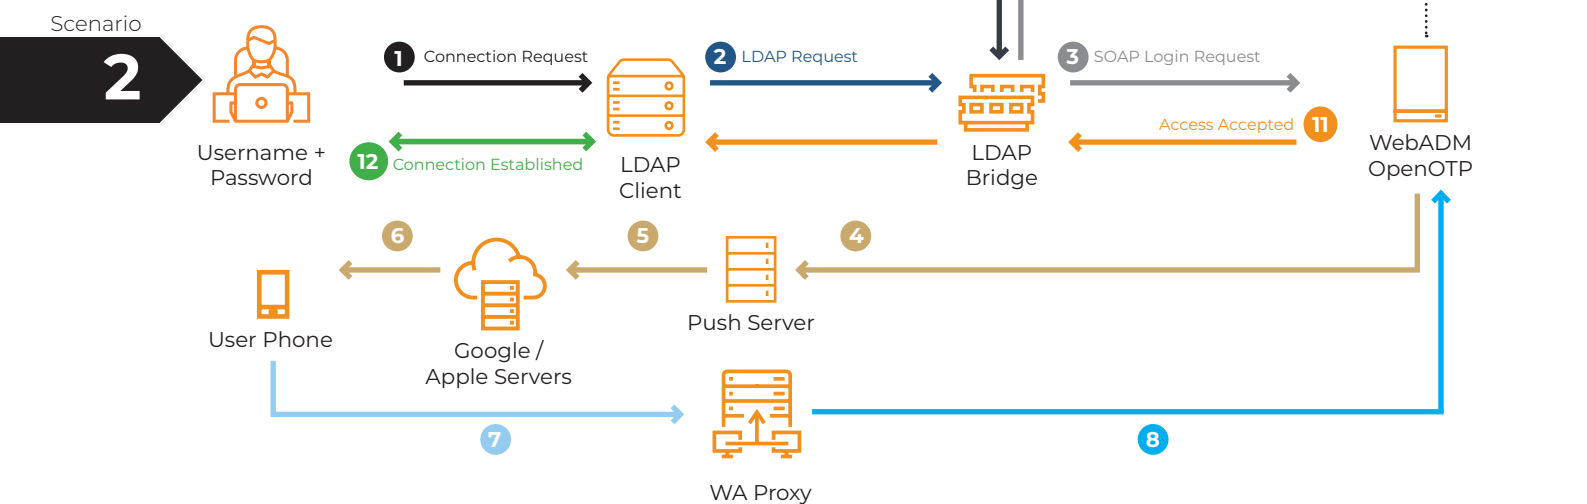 Scenario
2
1 Connection Request
2 LDAP Request
3 SOAP Login Request
Access Accepted 11
12 Connection Established
Username +
Password
LDAP
Client
LDAP
Bridge
WebADM
OpenOTP
6
5
4
User Phone
Google /
Apple Servers
Push Server
7
8
WA Proxy